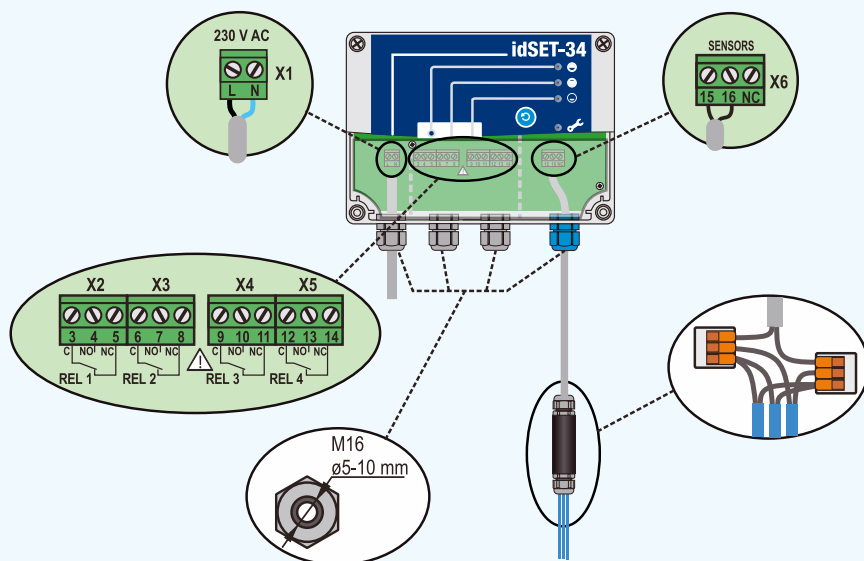 230 V AC
X1
L N
idSET-34
SENSORS
X6
15 16 NC
X2 X3 X4 X5
3 4 5 6 7 8 9 10 11 12 13 14
C NO NC C NO NC C NO NC C NO NC
REL 1 REL 2 REL 3 REL 4
M16
ø5-10 mm